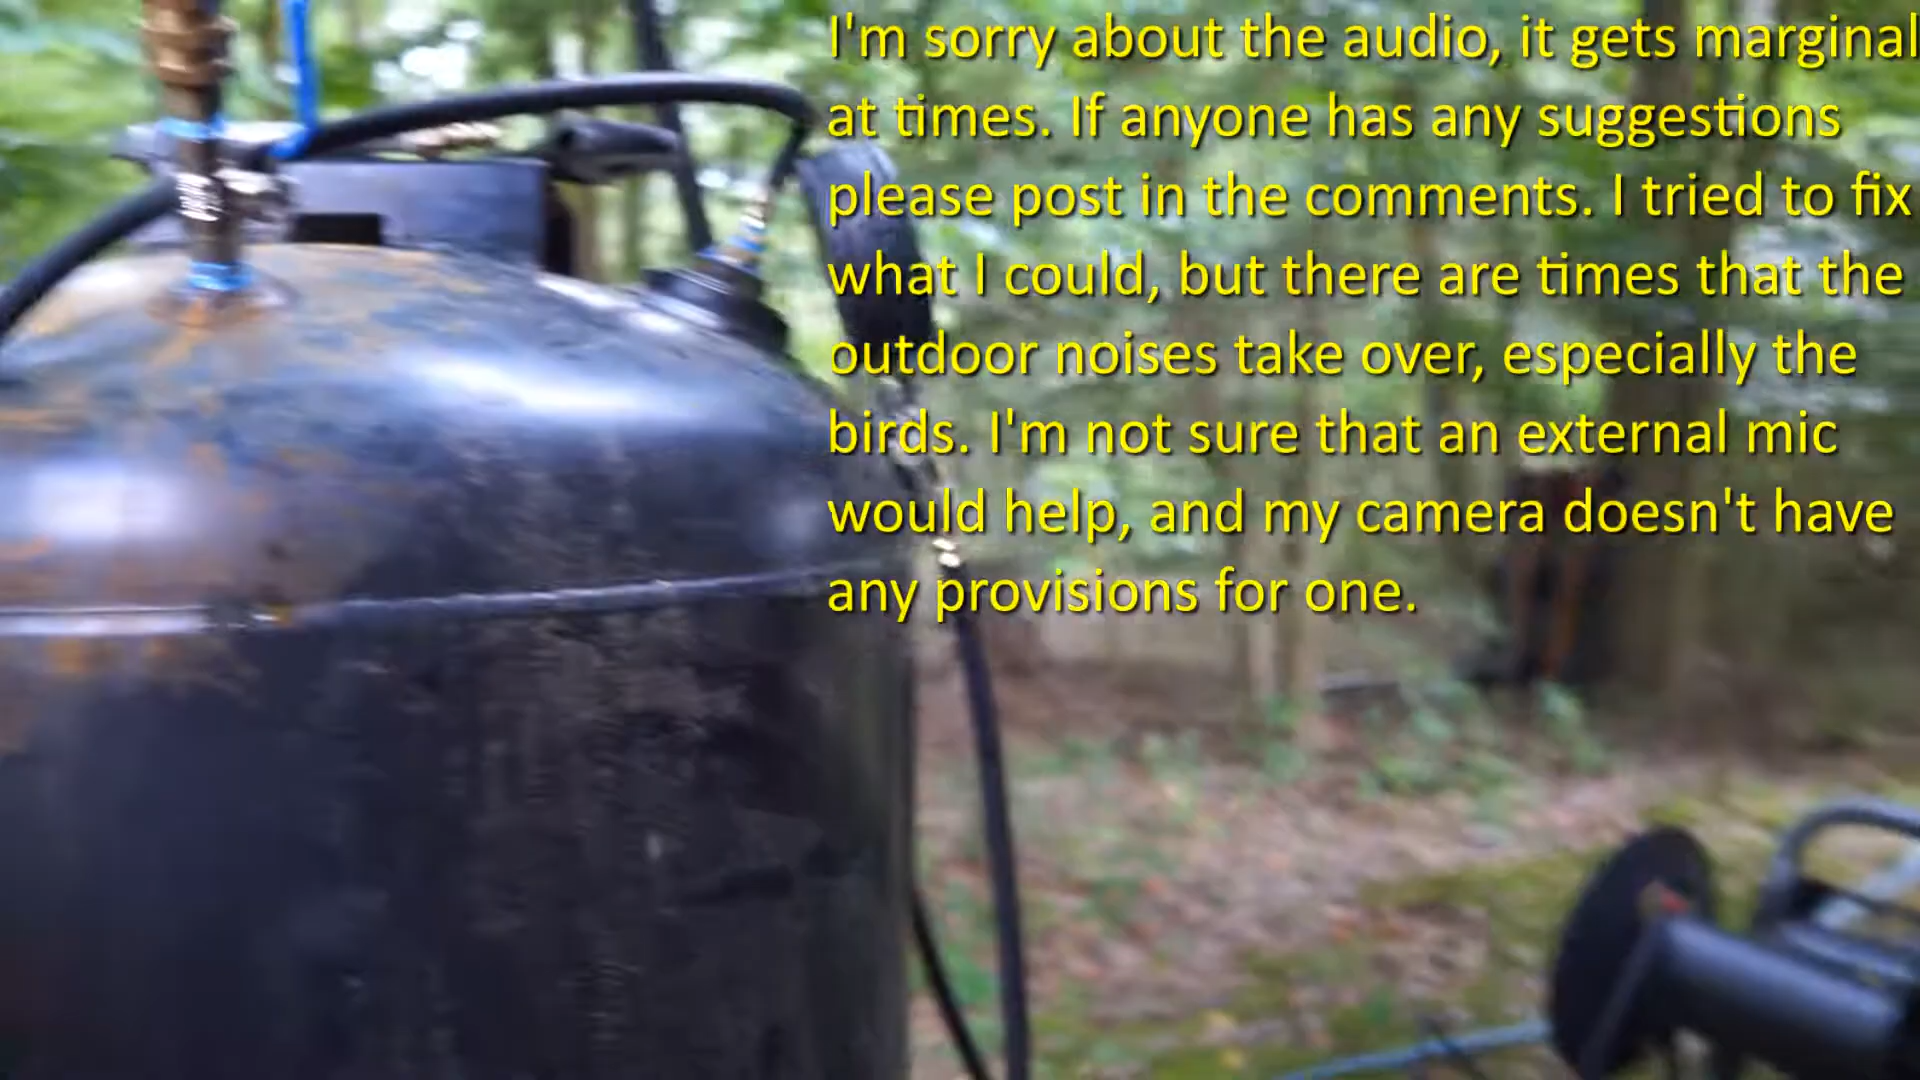 I'm sorry about the audio, it gets marginal
at times. If anyone has any suggestions
please post in the comments. I tried to fix
what I could, but there are times that the
outdoor noises take over, especially the
birds. I'm not sure that an external mic
would help, and my camera doesn't have
any provisions for one.